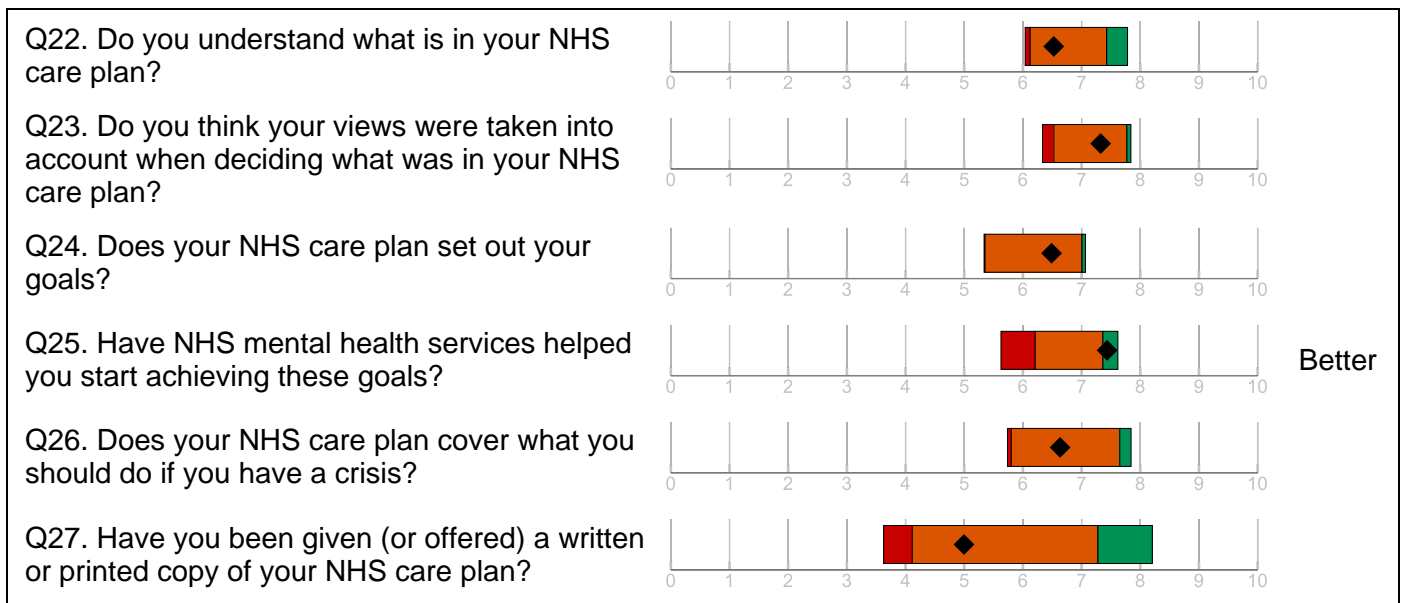 Q22. Do you understand what is in your NHS
care plan?
0 1 2 3 4 5 6 7 8 9 10
Q23. Do you think your views were taken into
account when deciding what was in your NHS
care plan?
0 1 2 3 4 5 6 7 8 9 10
Q24. Does your NHS care plan set out your
goals?
0 1 2 3 4 5 6 7 8 9 10
Q25. Have NHS mental health services helped
you start achieving these goals?
Better
0 1 2 3 4 5 6 7 8 9 10
Q26. Does your NHS care plan cover what you
should do if you have a crisis?
0 1 2 3 4 5 6 7 8 9 10
Q27. Have you been given (or offered) a written
or printed copy of your NHS care plan?
0 1 2 3 4 5 6 7 8 9 10